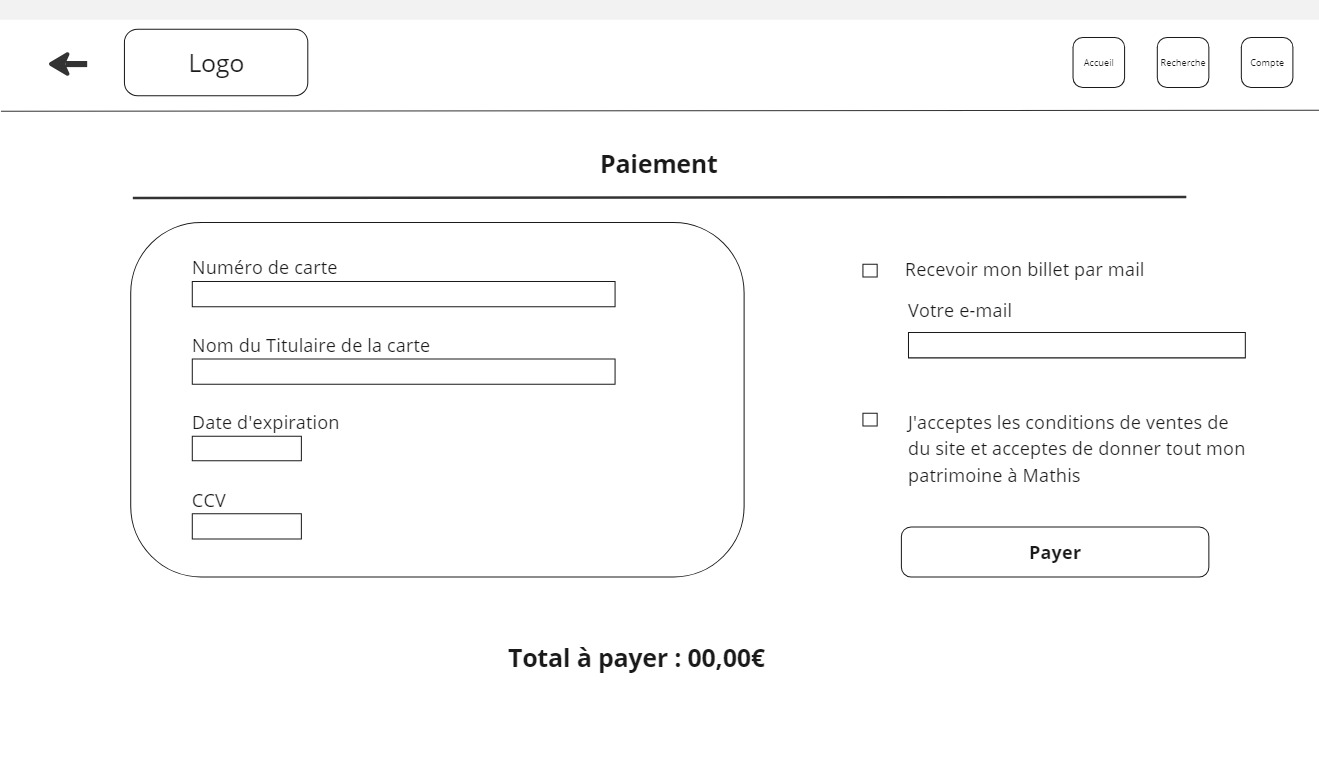 Logo
Accueil
Recherche
Compte
Paiement
Numéro de carte
Nom du Titulaire de la carte
Date d'expiration
CCV
Recevoir mon billet par mail
Votre e-mail
J'acceptes les conditions de ventes de
du site et acceptes de donner tout mon
patrimoine à Mathis
Payer
Total à payer : 00,00€